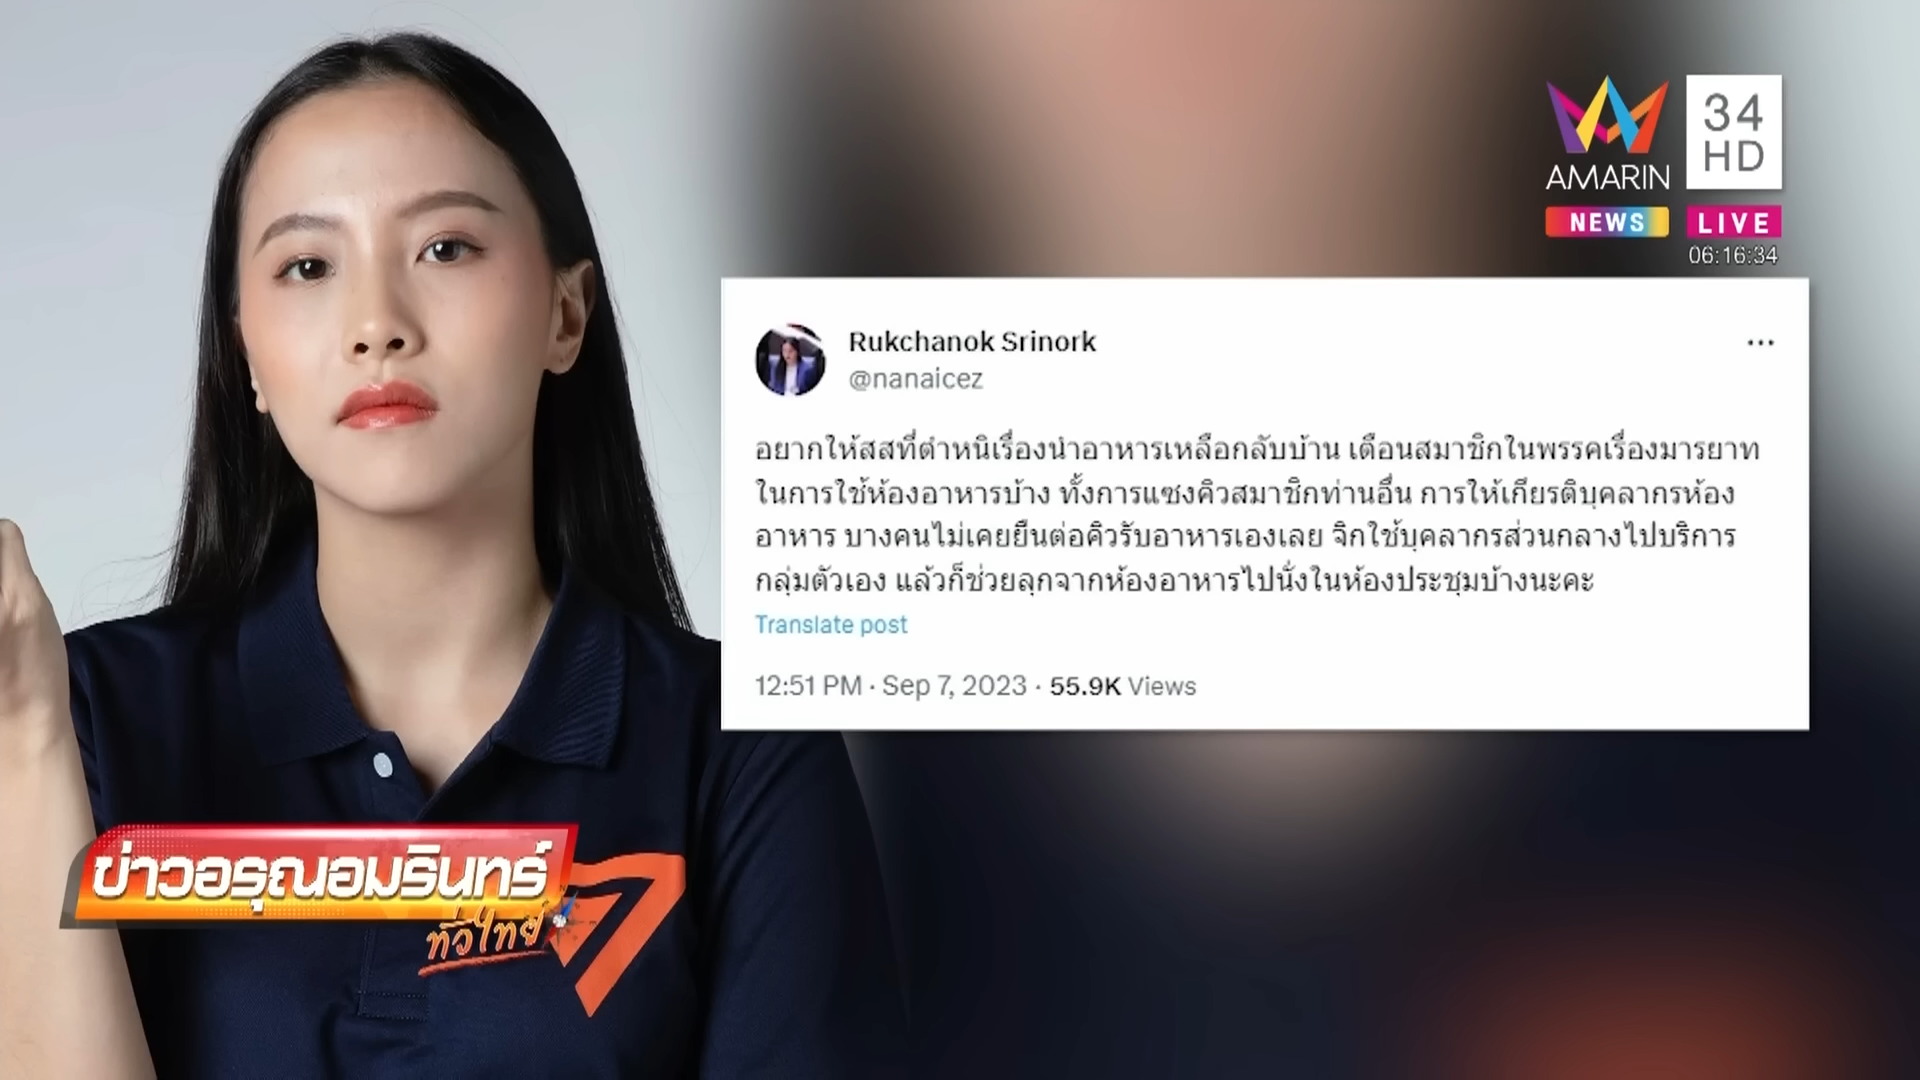 AMARIN
34
HD
NEWS
LIVE
06:16:34
Rukchanok Srinork
@nanaicez
อยากให้สสที่ตำหนิเรื่องนำอาหารเหลือกลับบ้าน เตือนสมาชิกในพรรคเรื่องมารยาท
ในการใช้ห้องอาหารบ้าง ทั้งการแซงคิวสมาชิกท่านอื่น การให้เกียรติบุคลากรห้อง
อาหาร บางคนไม่เคยยืนต่อคิวรับอาหารเองเลย จิกใช้บุคลากรส่วนกลางไปบริการ
กลุ่มตัวเอง แล้วก็ช่วยลุกจากห้องอาหารไปนั่งในห้องประชุมบ้างนะคะ
Translate post
12:51 PM · Sep 7, 2023 · 55.9K Views
ข่าวอรุณอมรินทร์
ทั่วไทย